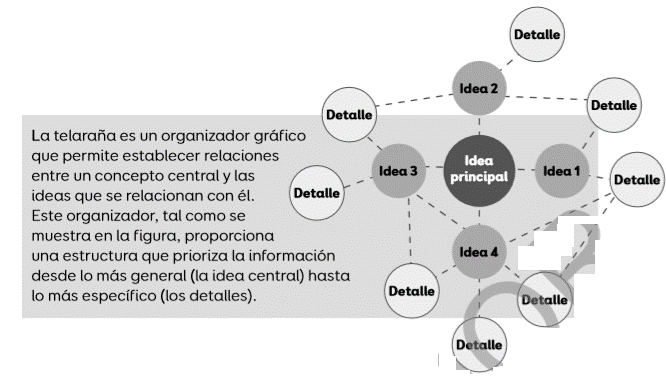 Detalle
Idea 2
Detalle
Detalle
La telaraña es un organizador gráfico
que permite establecer relaciones
entre un concepto central y las
ideas que se relacionan con él.
Este organizador, tal como se
muestra en la figura, proporciona
una estructura que prioriza la información
desde lo más general (la idea central) hasta
lo más específico (los detalles).
Idea 3
Idea
principal
Idea 1
Detalle
Detalle
Idea 4
Detalle
Detalle
Detalle